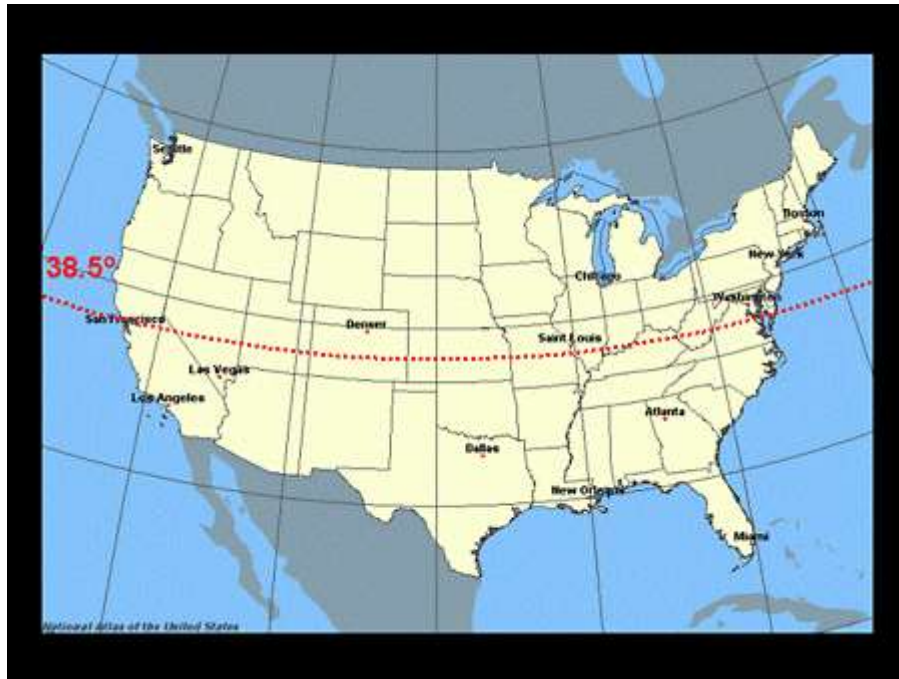 Seattle
Boston
New York
38.5°
Chicago
Washington
San Francisco
Denver
Saint Louis
Las Vegas
Los Angeles
Atlanta
Dallas
New Orleans
Miami
National Atlas of the United States